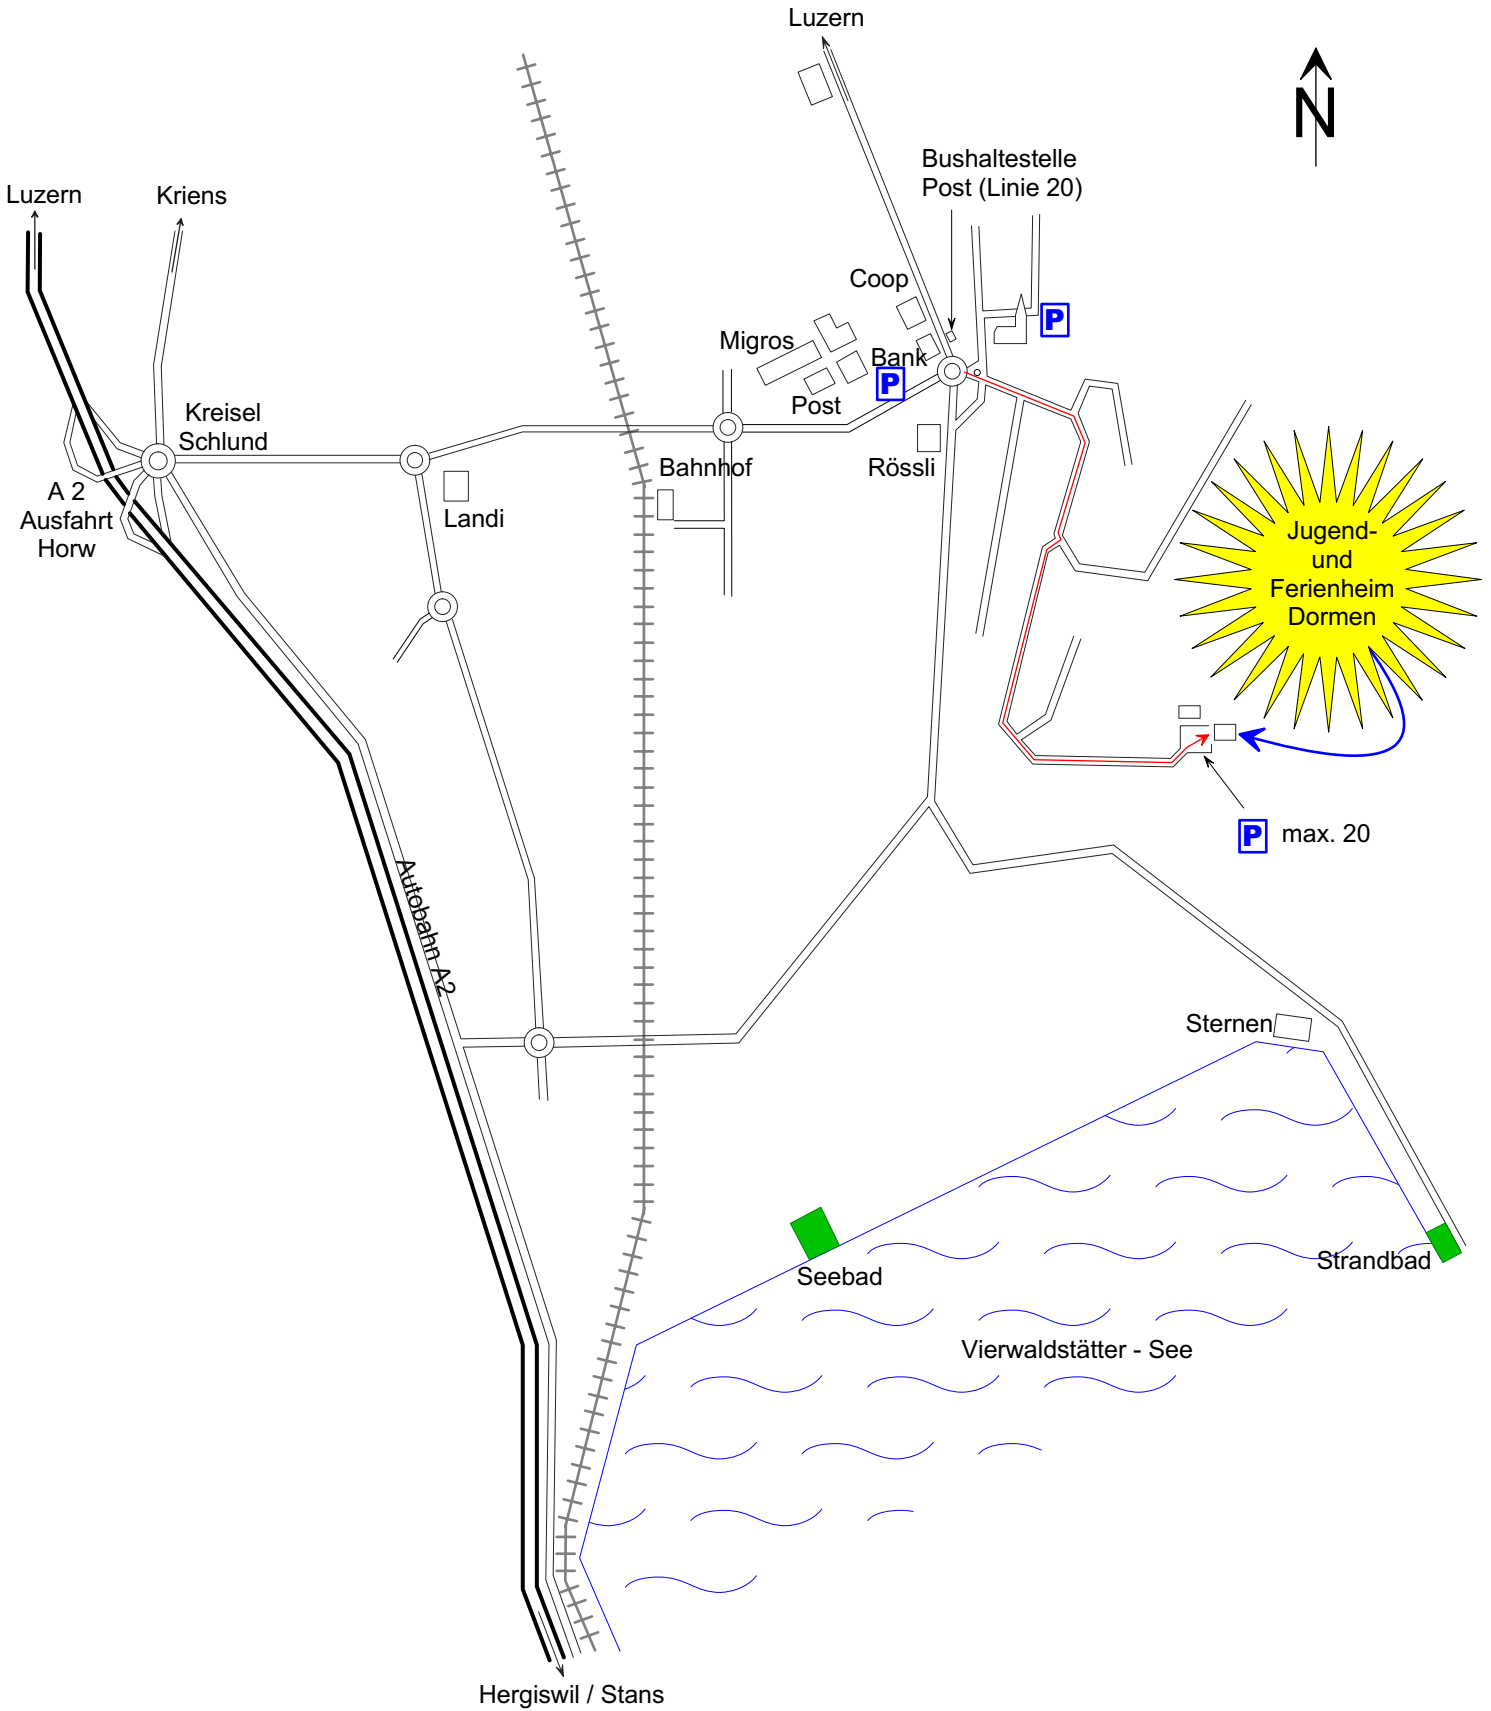 Luzern
N
Bushaltestelle
Post (Linie 20)
Luzern
Kriens
Coop
P
Migros
Bank
P
Post
Kreisel
Schlund
Bahnhof
Rössli
A 2
Ausfahrt
Horw
Landi
Jugend-
und
Ferienheim
Dormen
P max. 20
Autobahn A2
Sternen
Seebad
Strandbad
Vierwaldstätter - See
Hergiswil / Stans